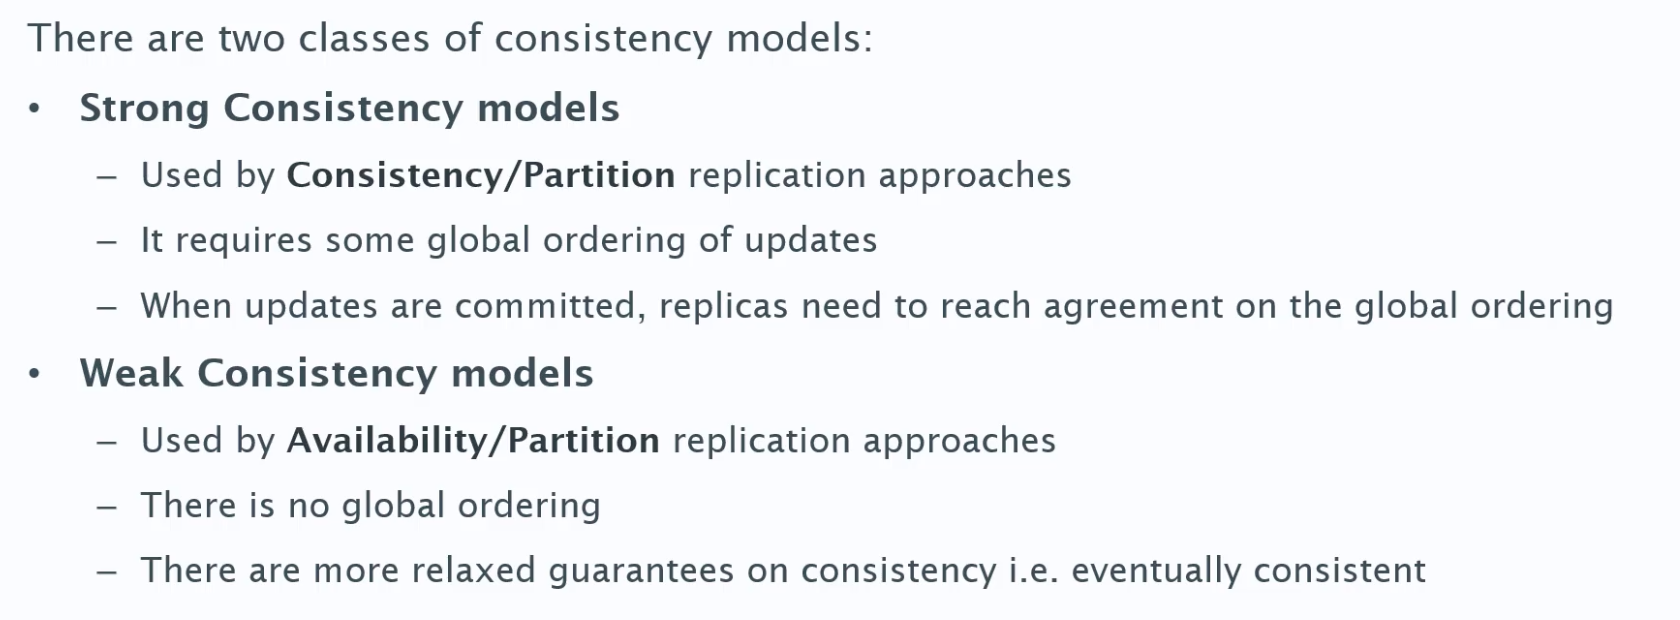 There are two classes of consistency models:
• Strong Consistency models
– Used by Consistency/Partition replication approaches
– It requires some global ordering of updates
– When updates are committed, replicas need to reach agreement on the global ordering
• Weak Consistency models
– Used by Availability/Partition replication approaches
– There is no global ordering
– There are more relaxed guarantees on consistency i.e. eventually consistent